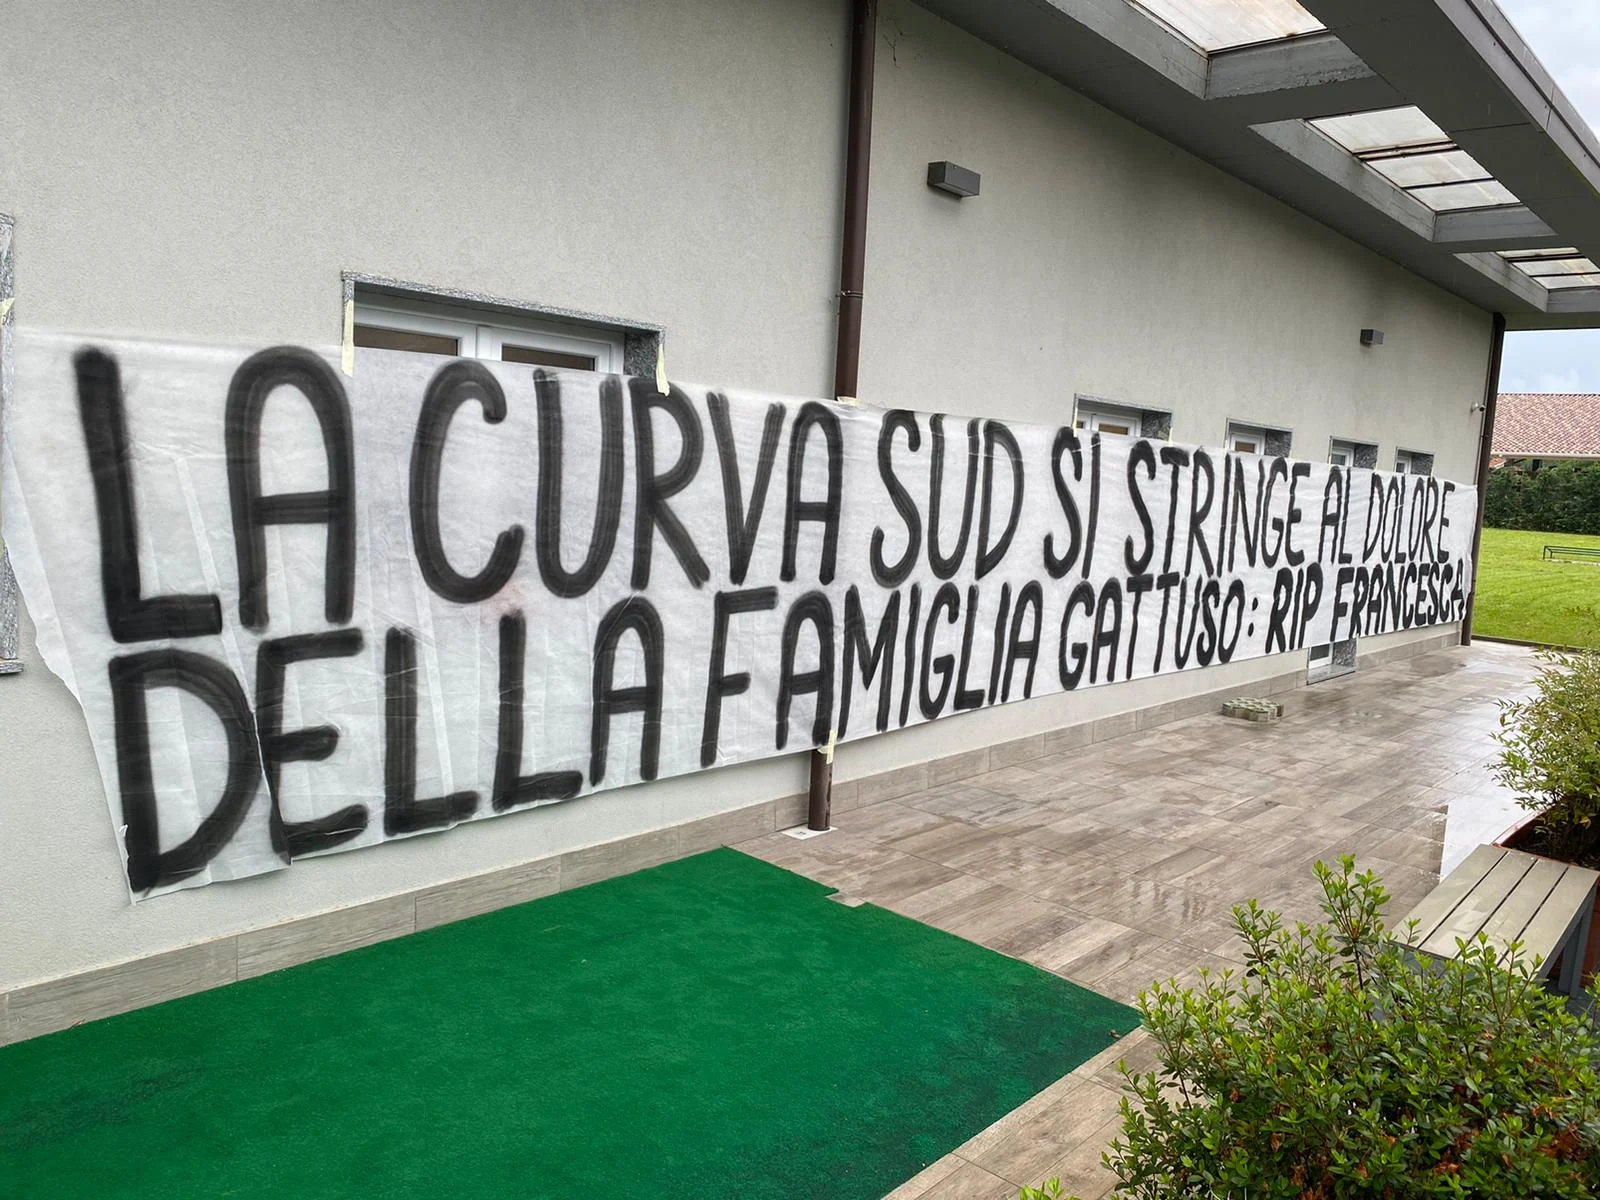 LA CURVA SUD SI STRINGE AL DOLORE
DELLA FAMIGLIA GATTUSO: RIP FRANCESCA